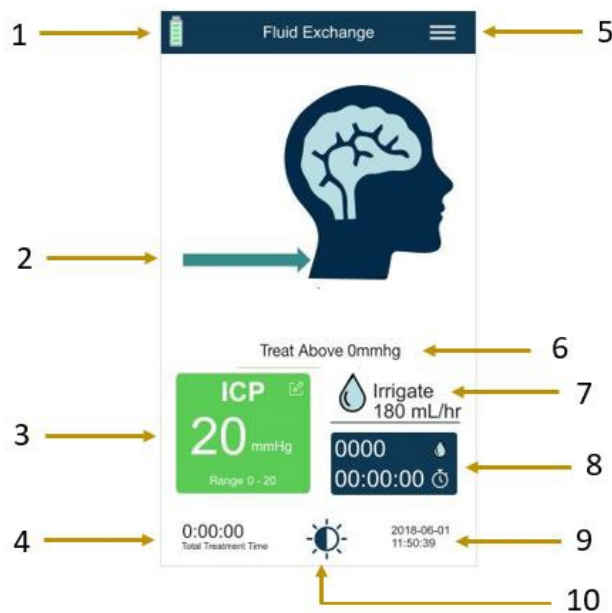 1
Fluid Exchange
5
2
Treat Above 0mmhg
6
ICP
Irrigate
180 mL/hr
7
3
20 mmHg
0000
00:00:00
8
Range 0 - 20
4
0:00:00
Total Treatment Time
2018-06-01
11:50:39
9
10